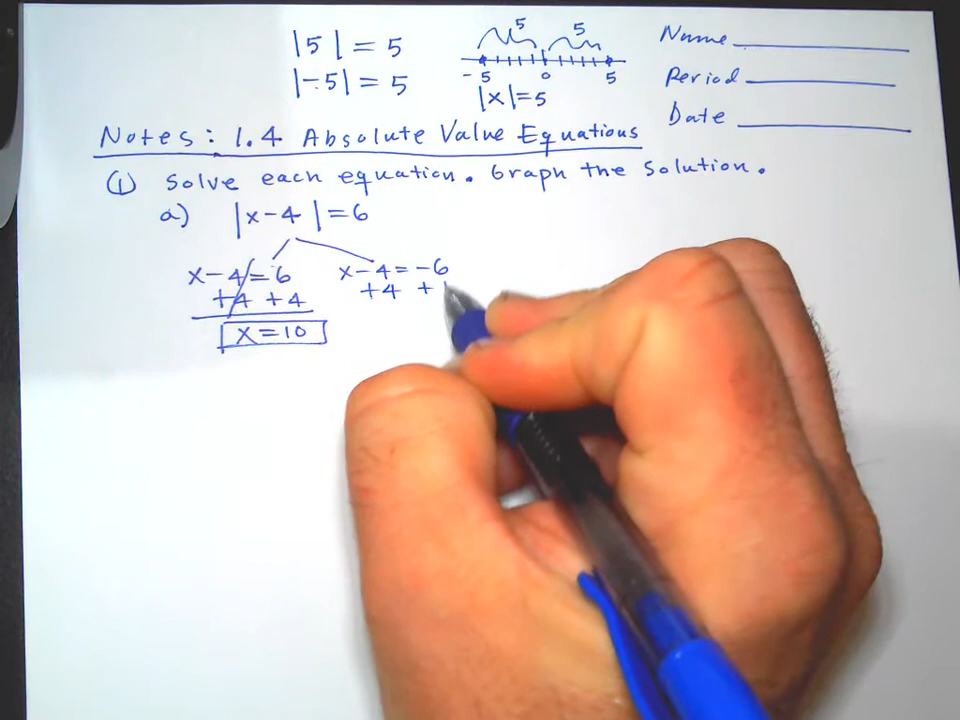 |5| = 5
|-5| = 5
5 5
-5 0 5
|x|=5
Name
Period
Date
Notes: 1.4 Absolute Value Equations
① Solve each equation. Graph the solution.
a) |x-4|=6
x-4=6 x-4=-6
+4 +4 +4 +
x=10